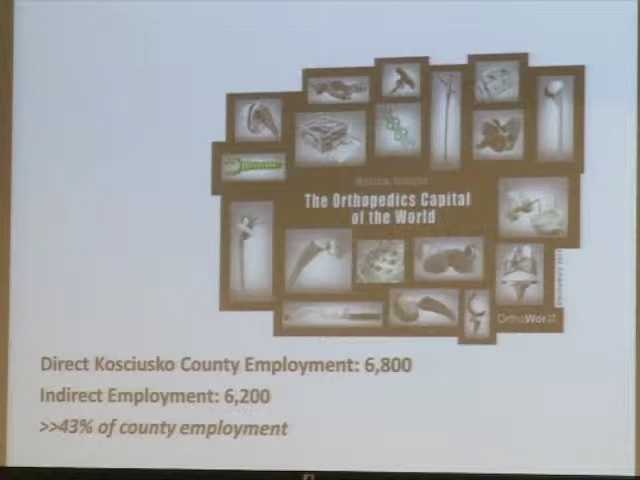 The Orthopedics Capital
of the World
Direct Kosciusko County Employment: 6,800
Indirect Employment: 6,200
>>43% of county employment